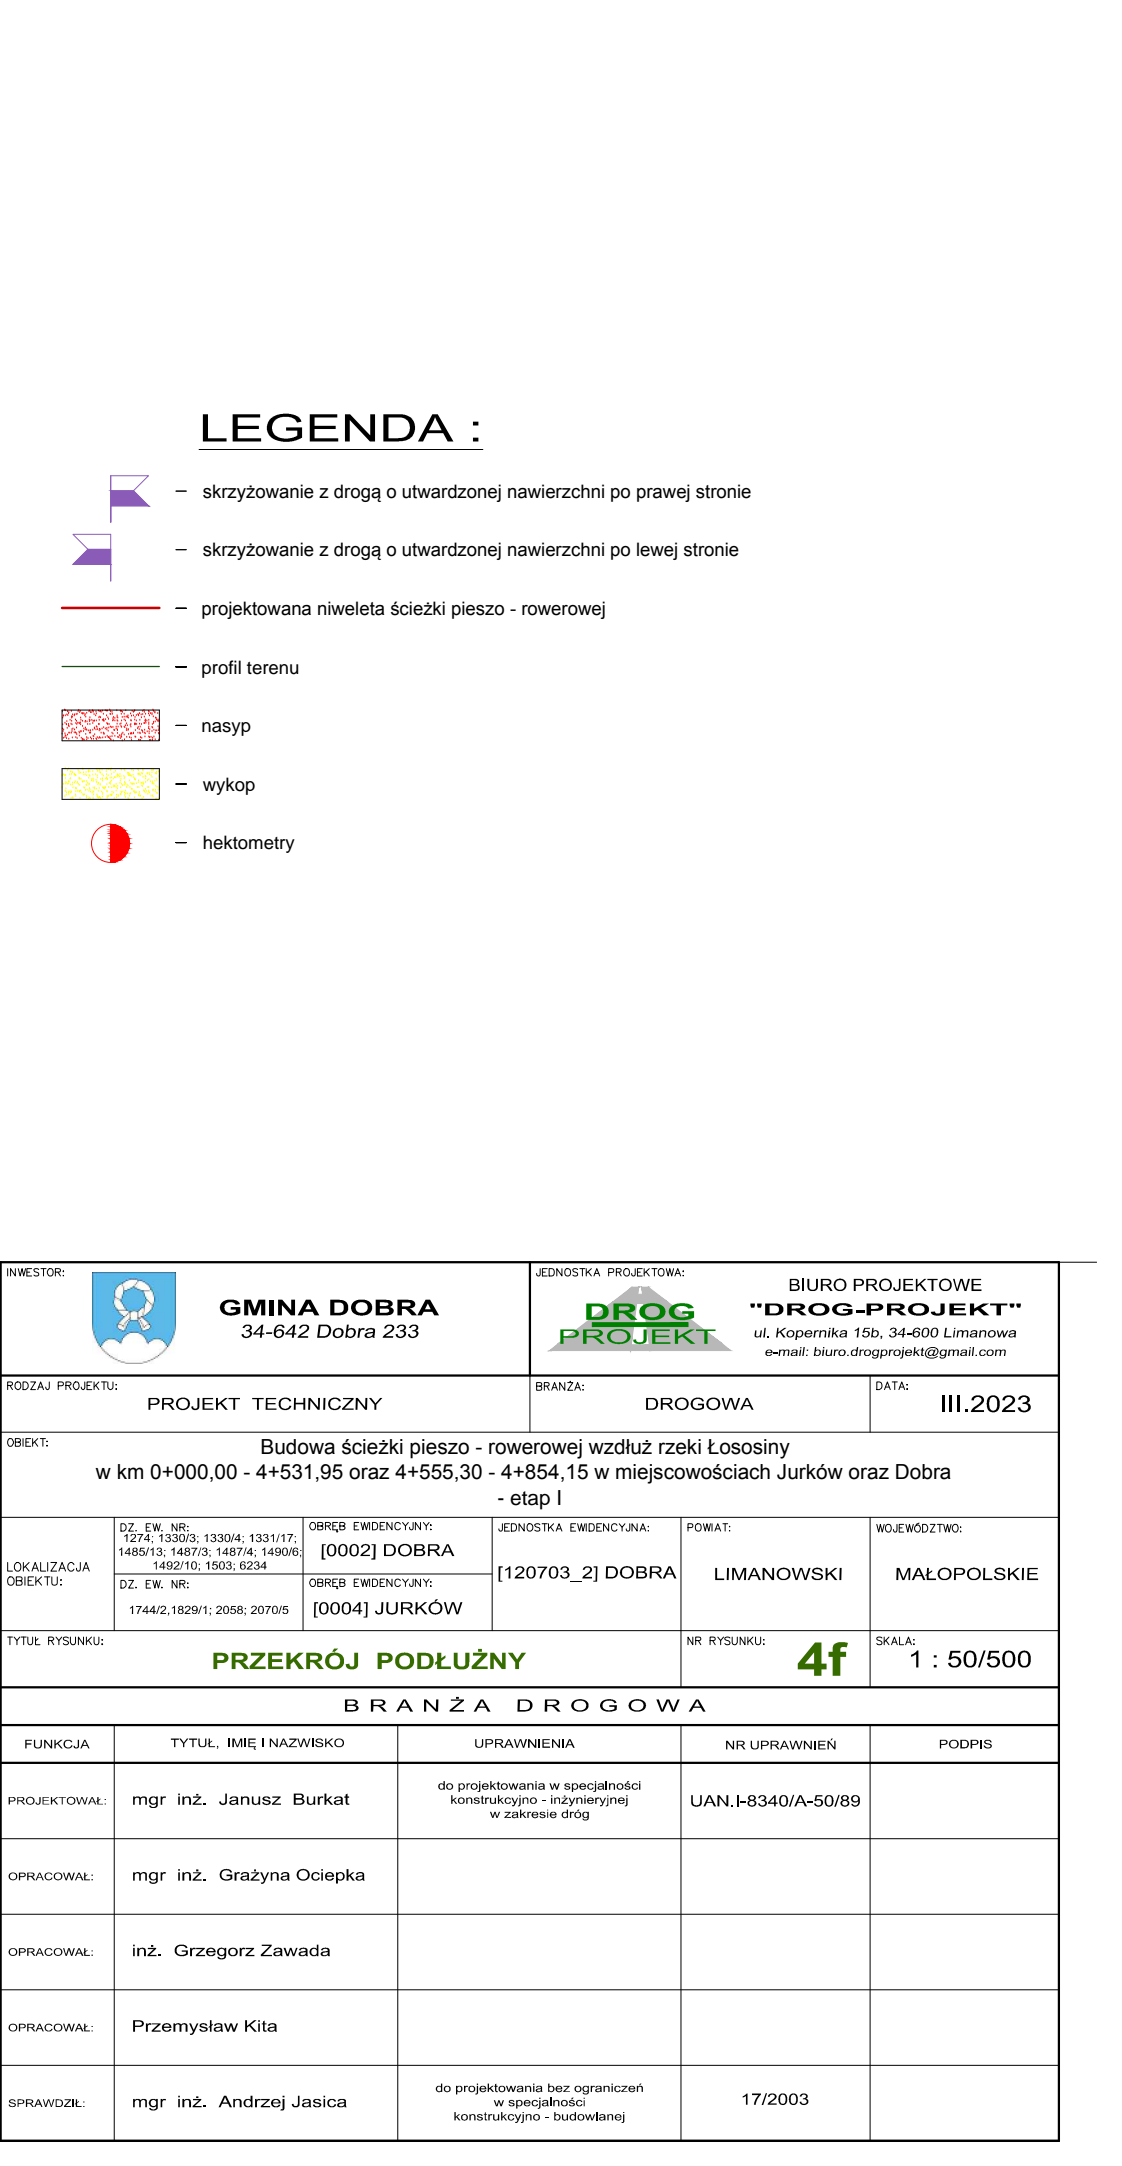 LEGENDA :
– skrzyżowanie z drogą o utwardzonej nawierzchni po prawej stronie
– skrzyżowanie z drogą o utwardzonej nawierzchni po lewej stronie
– projektowana niweleta ścieżki pieszo - rowerowej
– profil terenu
– nasyp
– wykop
– hektometry
INWESTOR:
GMINA DOBRA
34-642 Dobra 233
JEDNOSTKA PROJEKTOWA:
DROG
PROJEKT
BIURO PROJEKTOWE
"DROG-PROJEKT"
ul. Kopernika 15b, 34-600 Limanowa
e-mail: biuro.drogprojekt@gmail.com
RODZAJ PROJEKTU:
PROJEKT TECHNICZNY
BRANŻA:
DROGOWA
DATA:
III.2023
OBIEKT:
Budowa ścieżki pieszo - rowerowej wzdłuż rzeki Łososiny
w km 0+000,00 - 4+531,95 oraz 4+555,30 - 4+854,15 w miejscowościach Jurków oraz Dobra
- etap I
LOKALIZACJA
OBIEKTU:
DZ. EW. NR:
1274; 1330/3; 1330/4; 1331/17;
1485/13; 1487/3; 1487/4; 1490/6;
1492/10; 1503; 6234
OBRĘB EWIDENCYJNY:
[0002] DOBRA
DZ. EW. NR:
1744/2,1829/1; 2058; 2070/5
OBRĘB EWIDENCYJNY:
[0004] JURKÓW
JEDNOSTKA EWIDENCYJNA:
[120703_2] DOBRA
POWIAT:
LIMANOWSKI
WOJEWÓDZTWO:
MAŁOPOLSKIE
TYTUŁ RYSUNKU:
PRZEKRÓJ PODŁUŻNY
NR RYSUNKU:
4f
SKALA:
1 : 50/500
BRANŻA DROGOWA
FUNKCJA
TYTUŁ, IMIĘ I NAZWISKO
UPRAWNIENIA
NR UPRAWNIEŃ
PODPIS
PROJEKTOWAŁ:
mgr inż. Janusz Burkat
do projektowania w specjalności
konstrukcyjno - inżynieryjnej
w zakresie dróg
UAN.I-8340/A-50/89
OPRACOWAŁ:
mgr inż. Grażyna Ociepka
OPRACOWAŁ:
inż. Grzegorz Zawada
OPRACOWAŁ:
Przemysław Kita
SPRAWDZIŁ:
mgr inż. Andrzej Jasica
do projektowania bez ograniczeń
w specjalności
konstrukcyjno - budowlanej
17/2003